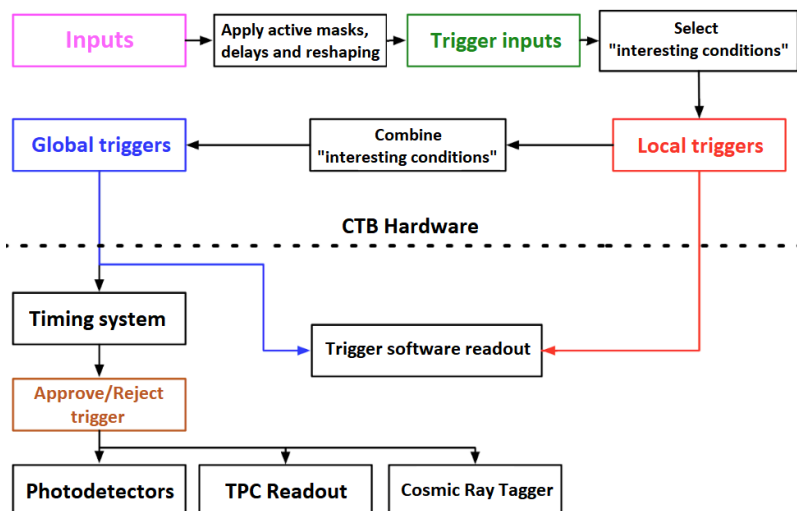 Inputs
Apply active masks,
delays and reshaping
Trigger inputs
Select
"interesting conditions"
Global triggers
Combine
"interesting conditions"
Local triggers
CTB Hardware
Timing system
Trigger software readout
Approve/Reject
trigger
Photodetectors
TPC Readout
Cosmic Ray Tagger